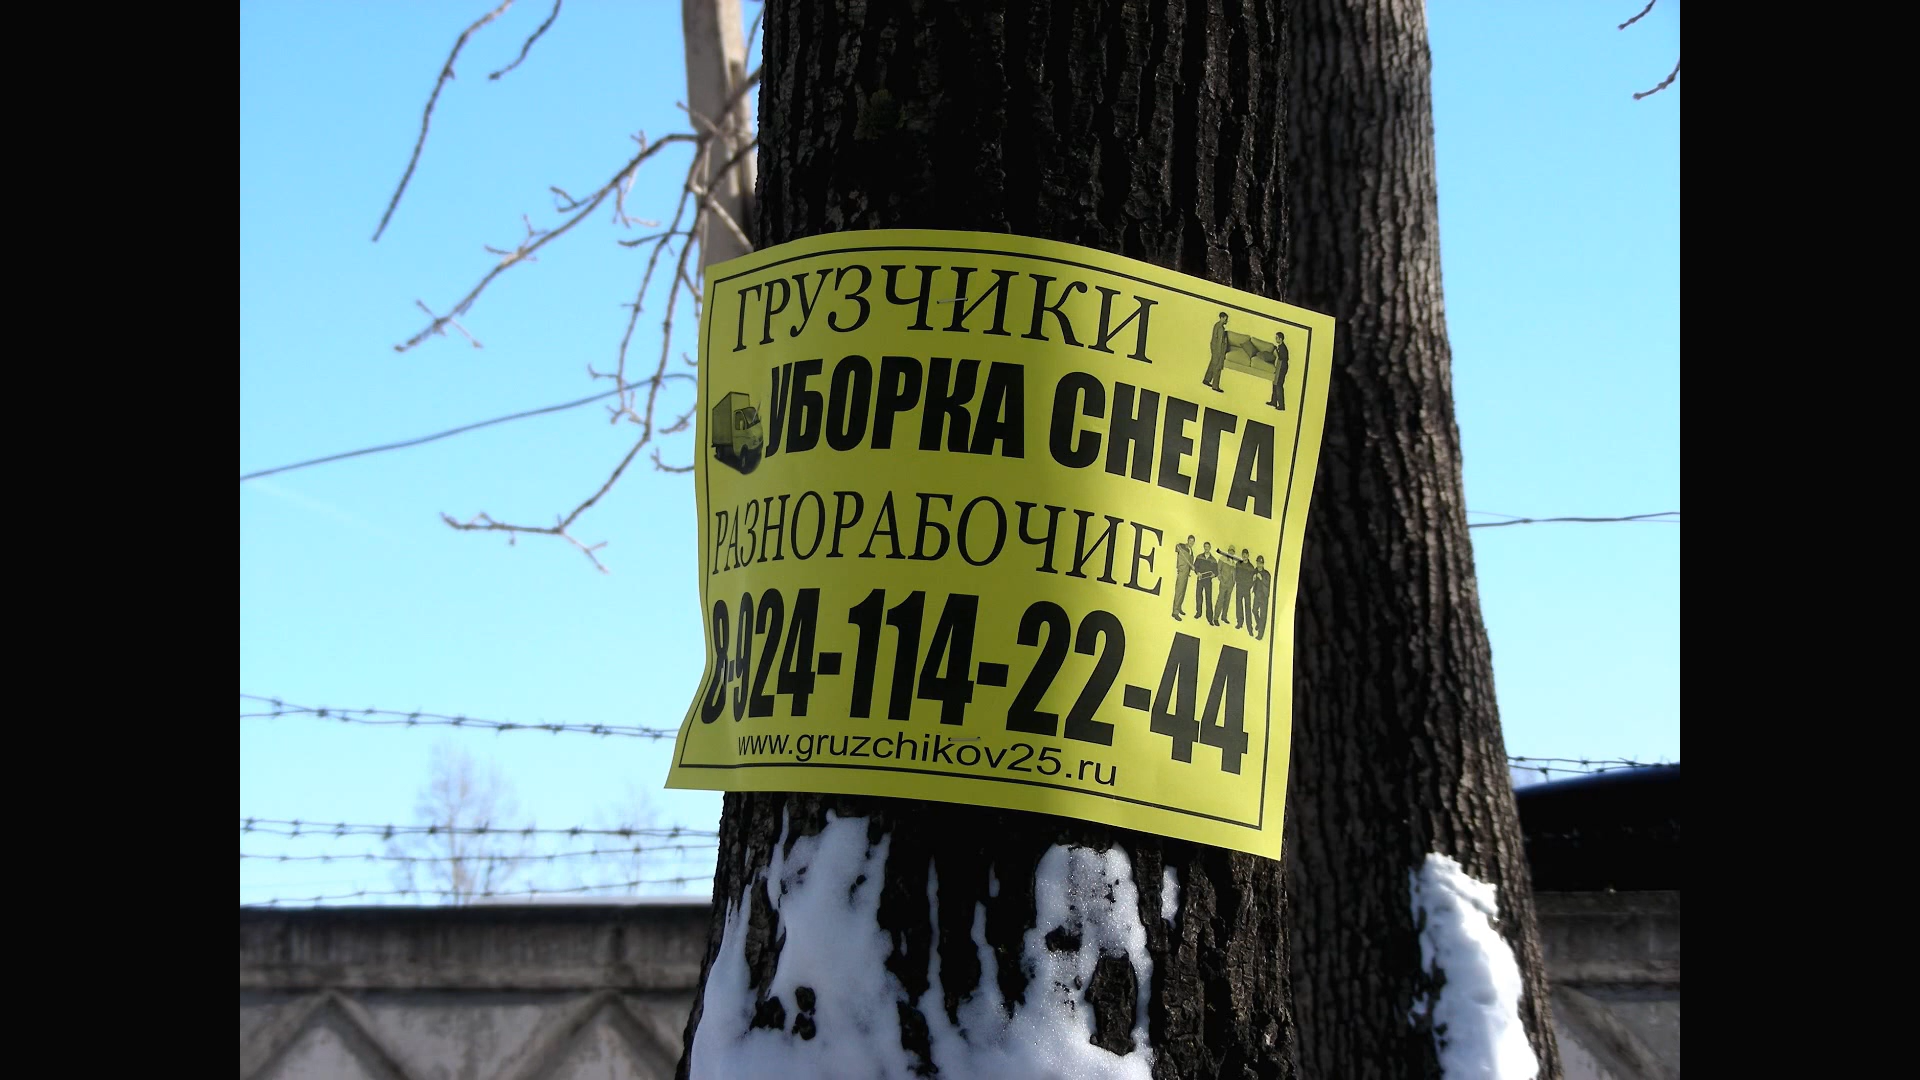 ГРУЗЧИКИ
УБОРКА СНЕГА
РАЗНОРАБОЧИЕ
8-924-114-22-44
www.gruzchikov25.ru